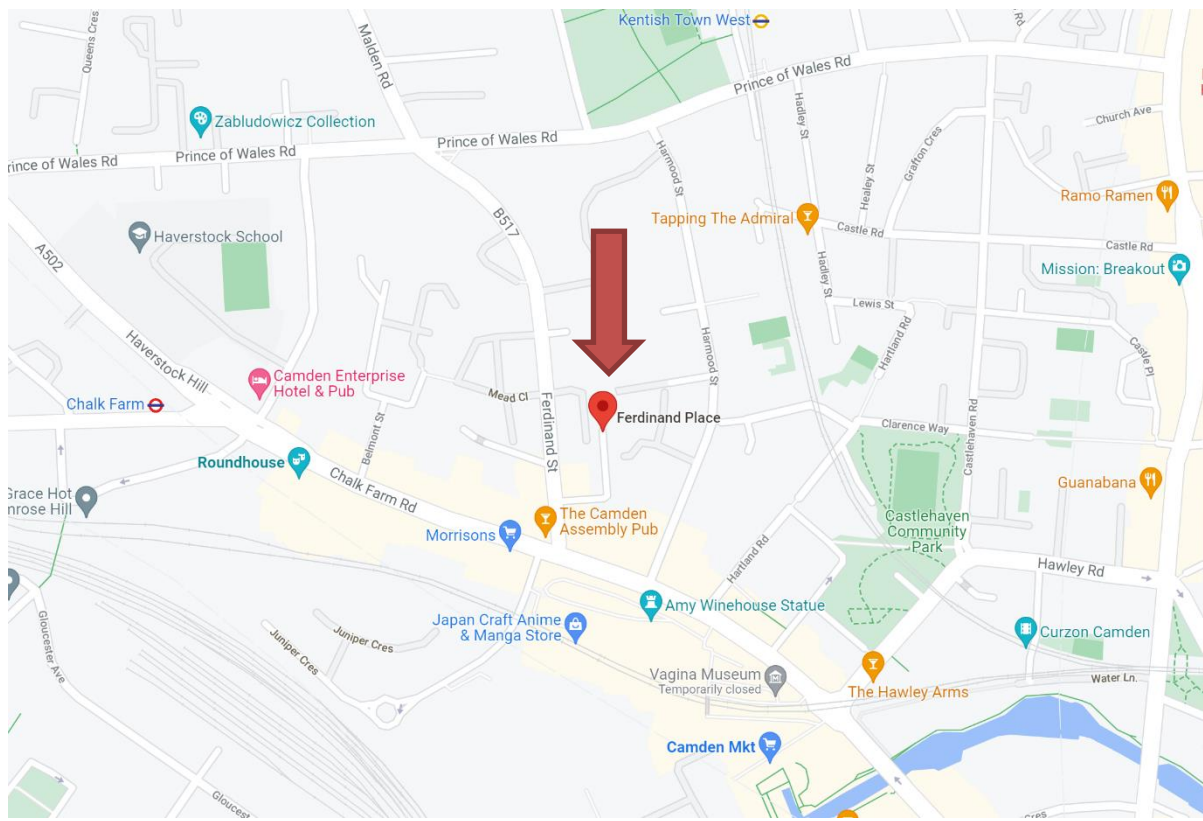 Kentish Town West
Queens Cres
Malden Rd
Prince of Wales Rd
Hadley St
Church Ave
Zabludowicz Collection
Prince of Wales Rd
Prince of Wales Rd
Harmood St
Healey St
Grafton Cres
Ramo Ramen
B517
Tapping The Admiral
Castle Rd
Castle Rd
Haverstock School
A502
Hadley St
Mission: Breakout
Lewis St
Hartland Rd
Haverstock Hill
Harmood St
Castle Pl
Camden Enterprise
Hotel & Pub
Mead Cl
Chalk Farm
Ferdinand St
Ferdinand Place
Belmont St
Clarence Way
Castlehaven Rd
Roundhouse
Chalk Farm Rd
Guanabana
Grace Hot
mrose Hill
The Camden
Assembly Pub
Morrisons
Castlehaven
Community
Park
Hartland Rd
Hawley Rd
Amy Winehouse Statue
Gloucester Ave
Japan Craft Anime
& Manga Store
Juniper Cres
Juniper Cres
Curzon Camden
Vagina Museum
Temporarily closed
The Hawley Arms
Water Ln.
Camden Mkt